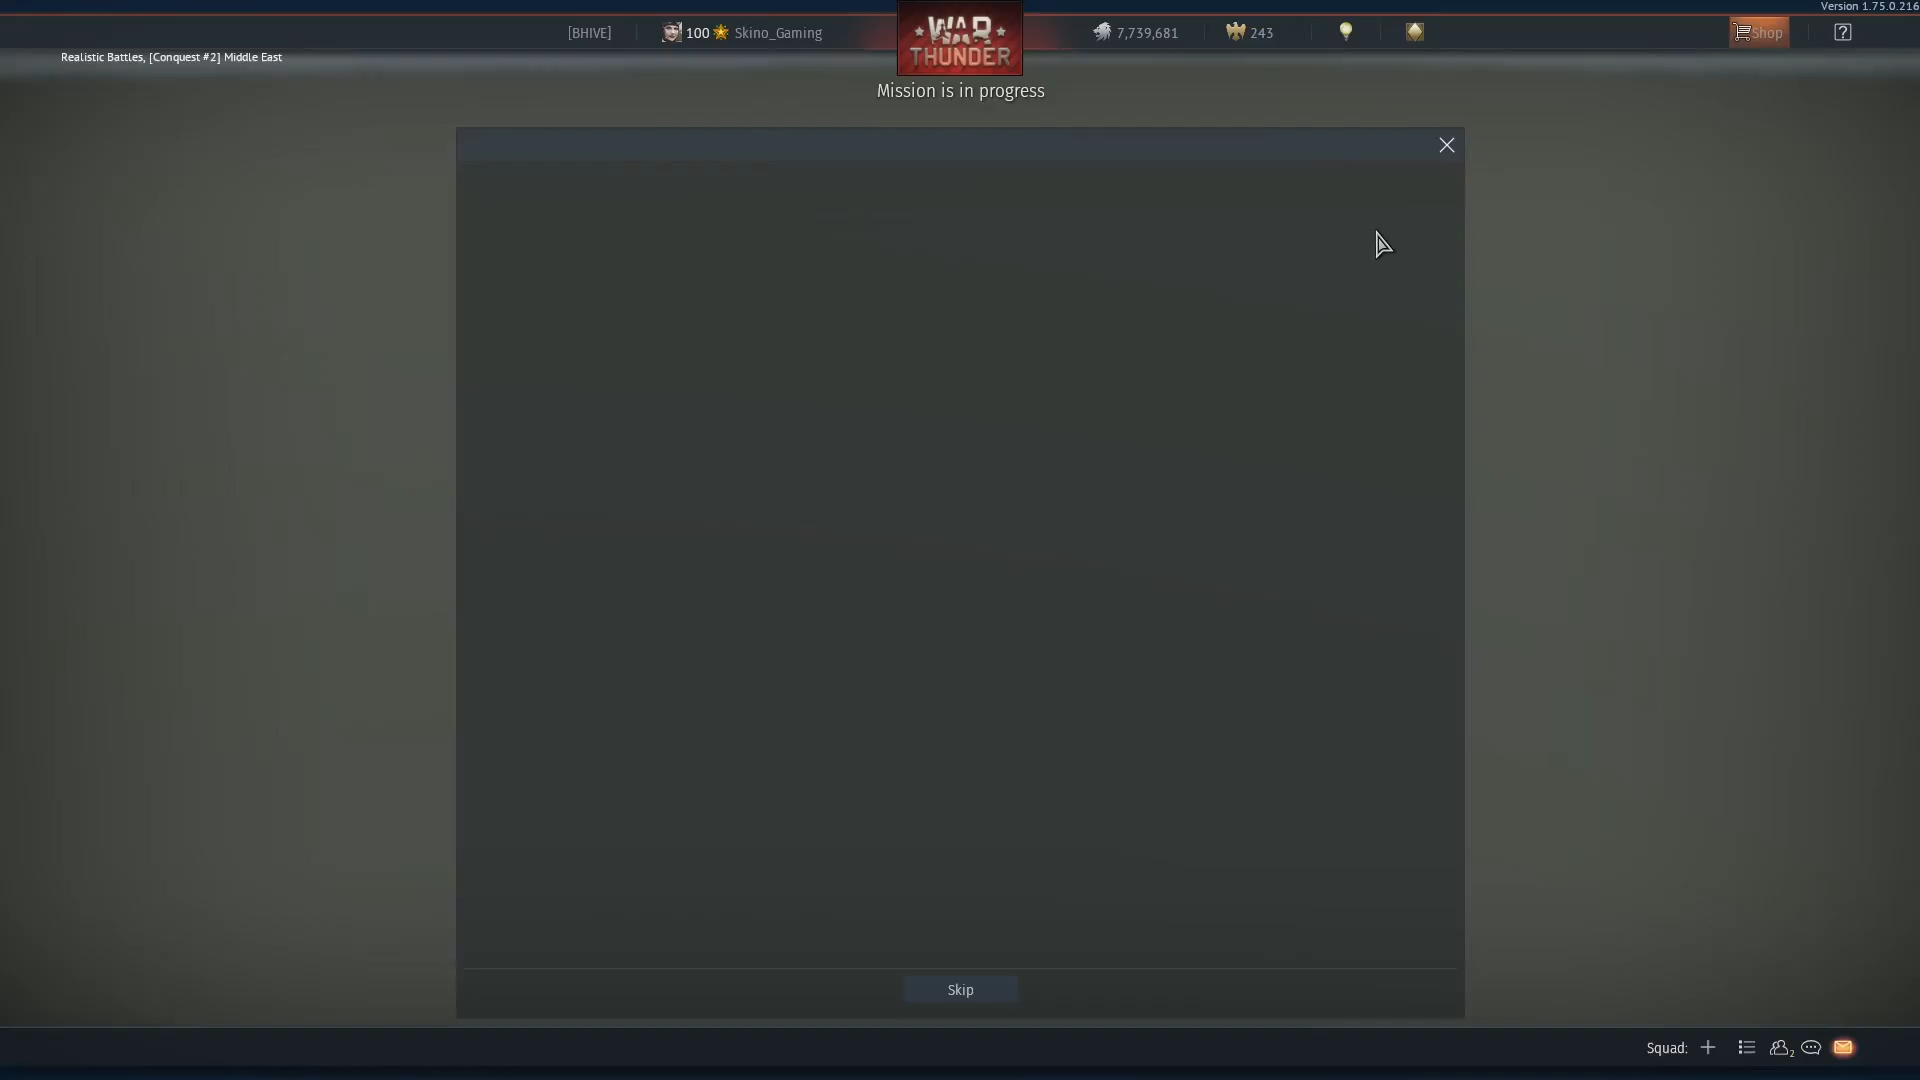 Version 1.75.0.216
[BHIVE]
100
Skino_Gaming
WAR
THUNDER
7,739,681
243
Shop
?
Realistic Battles, [Conquest #2] Middle East
Mission is in progress
Skip
Squad:
2